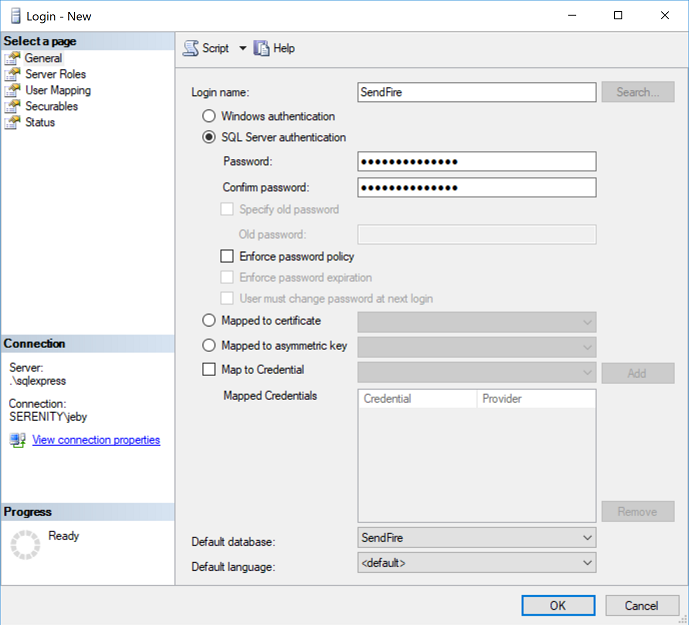 Login - New
Select a page
General
Server Roles
User Mapping
Securables
Status
Connection
Server:
.\sqlexpress
Connection:
SERENITY\jeby
View connection properties
Progress
Ready
Script Help
Login name: SendFire Search...
Windows authentication
SQL Server authentication
Password: ●●●●●●●●●●●●●●
Confirm password: ●●●●●●●●●●●●●●
Specify old password
Old password:
Enforce password policy
Enforce password expiration
User must change password at next login
Mapped to certificate
Mapped to asymmetric key
Map to Credential Add
Mapped Credentials Credential Provider
Remove
Default database: SendFire
Default language: <default>
OK Cancel